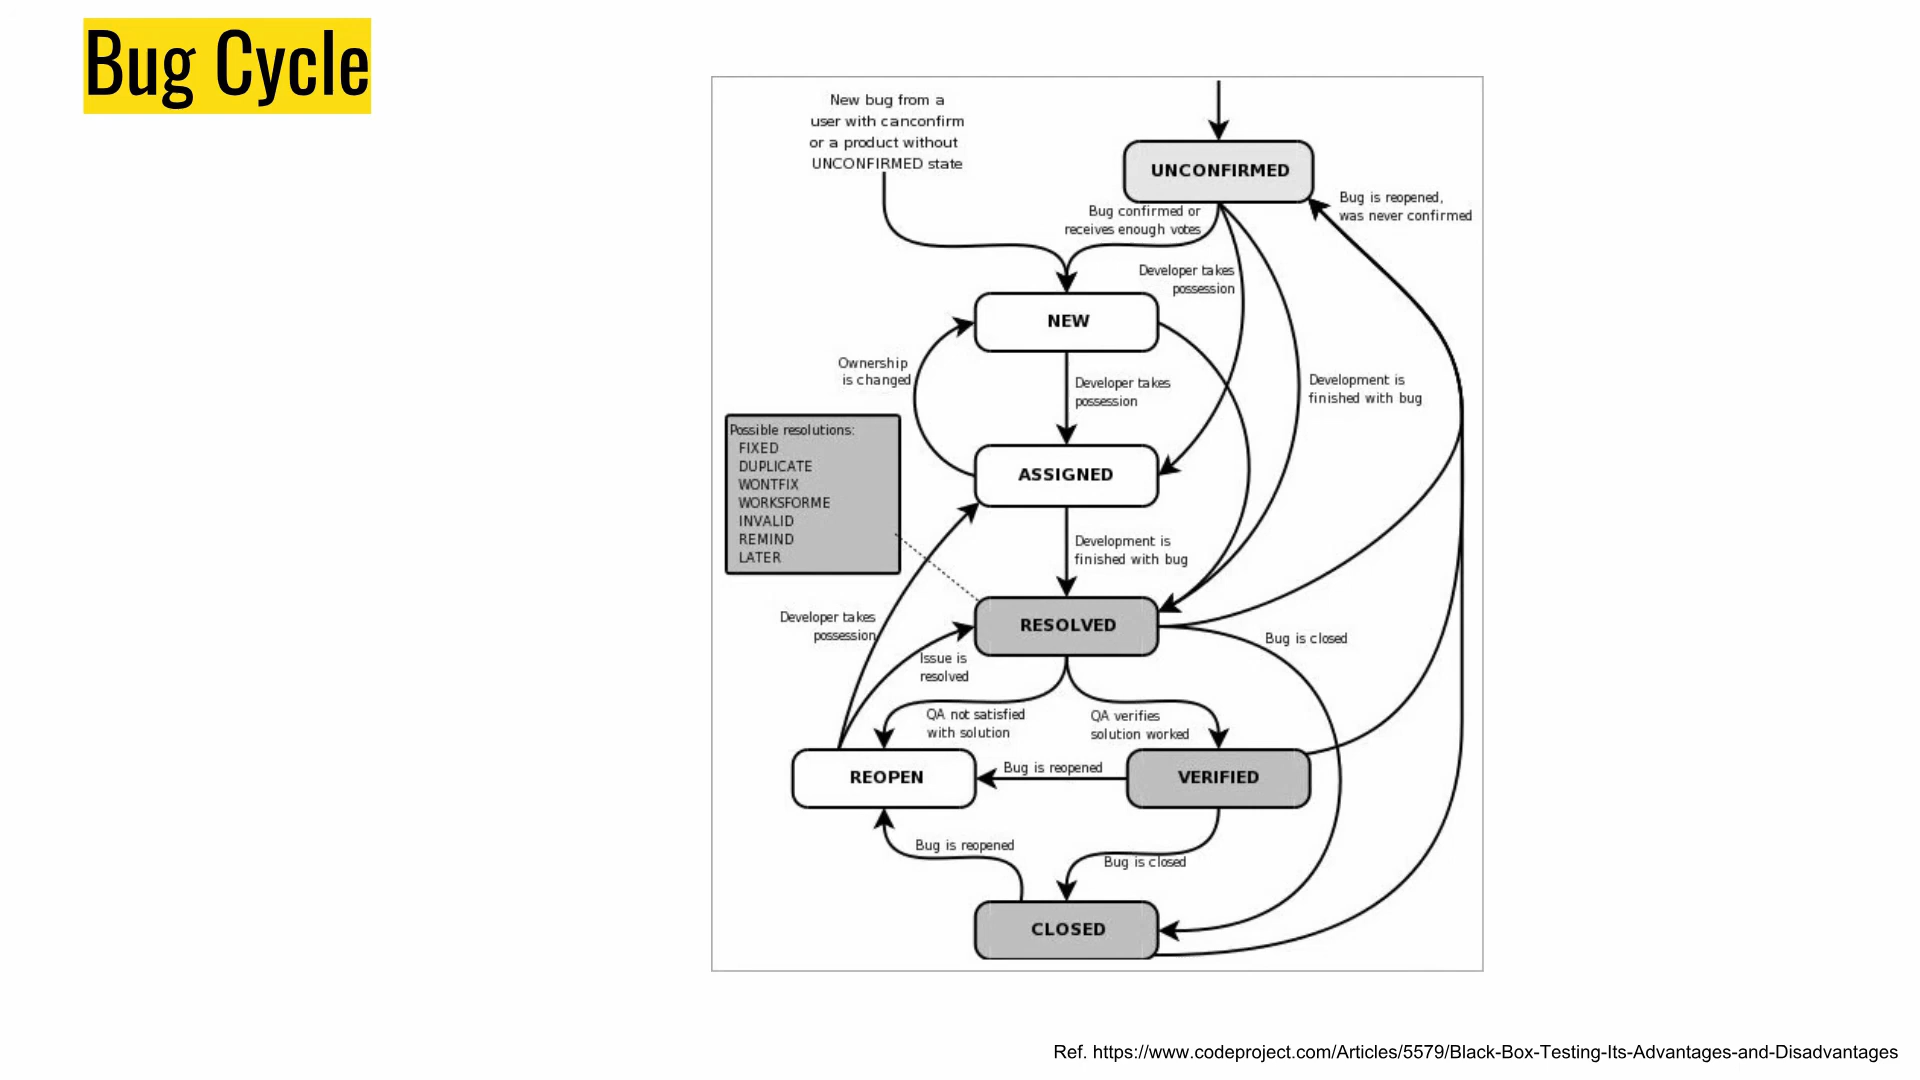 Bug Cycle
New bug from a
user with canconfirm
or a product without
UNCONFIRMED state
UNCONFIRMED
Bug is reopened,
was never confirmed
Bug confirmed or
receives enough votes
Developer takes
possession
NEW
Ownership
is changed
Developer takes
possession
Development is
finished with bug
Possible resolutions:
FIXED
DUPLICATE
WONTFIX
WORKSFORME
INVALID
REMIND
LATER
ASSIGNED
Development is
finished with bug
Developer takes
possession
RESOLVED
Bug is closed
Issue is
resolved
QA not satisfied
with solution
QA verifies
solution worked
REOPEN
Bug is reopened
VERIFIED
Bug is reopened
Bug is closed
CLOSED
Ref. https://www.codeproject.com/Articles/5579/Black-Box-Testing-Its-Advantages-and-Disadvantages